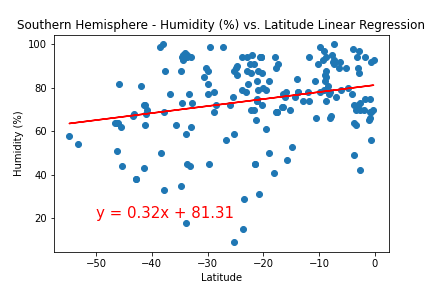 Southern Hemisphere - Humidity (%) vs. Latitude Linear Regression
100
80
60
40
20
Humidity (%)
y = 0.32x + 81.31
−50
−40
−30
−20
−10
0
Latitude